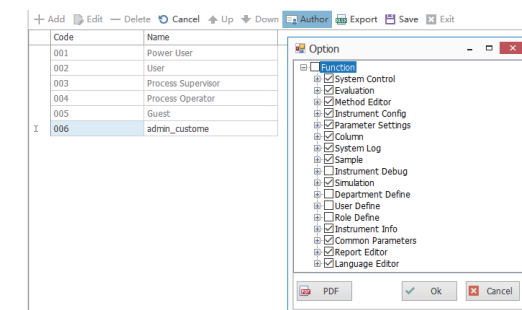 Add Edit Delete Cancel Up Down Author Export Save Exit
Code Name
001 Power User
002 User
003 Process Supervisor
004 Process Operator
005 Guest
006 admin_custome
Option
Function
System Control
Evaluation
Method Editor
Instrument Config
Parameter Settings
Column
System Log
Sample
Instrument Debug
Simulation
Department Define
User Define
Role Define
Instrument Info
Common Parameters
Report Editor
Language Editor
PDF Ok Cancel